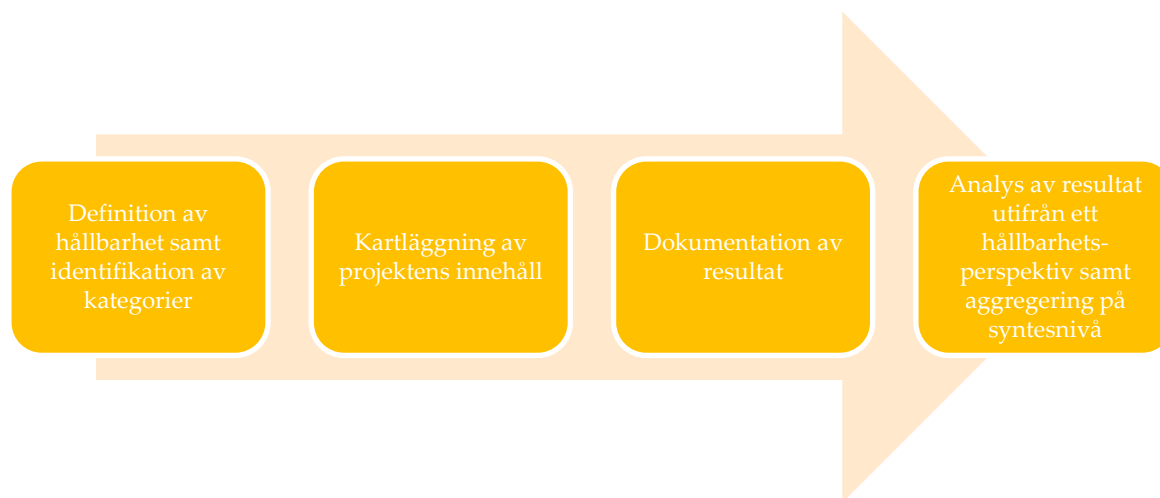 Definition av
hållbarhet samt
identifikation av
kategorier
Kartläggning av
projektens innehåll
Dokumentation av
resultat
Analys av resultat
utifrån ett
hållbarhets-
perspektiv samt
aggregering på
syntesnivå